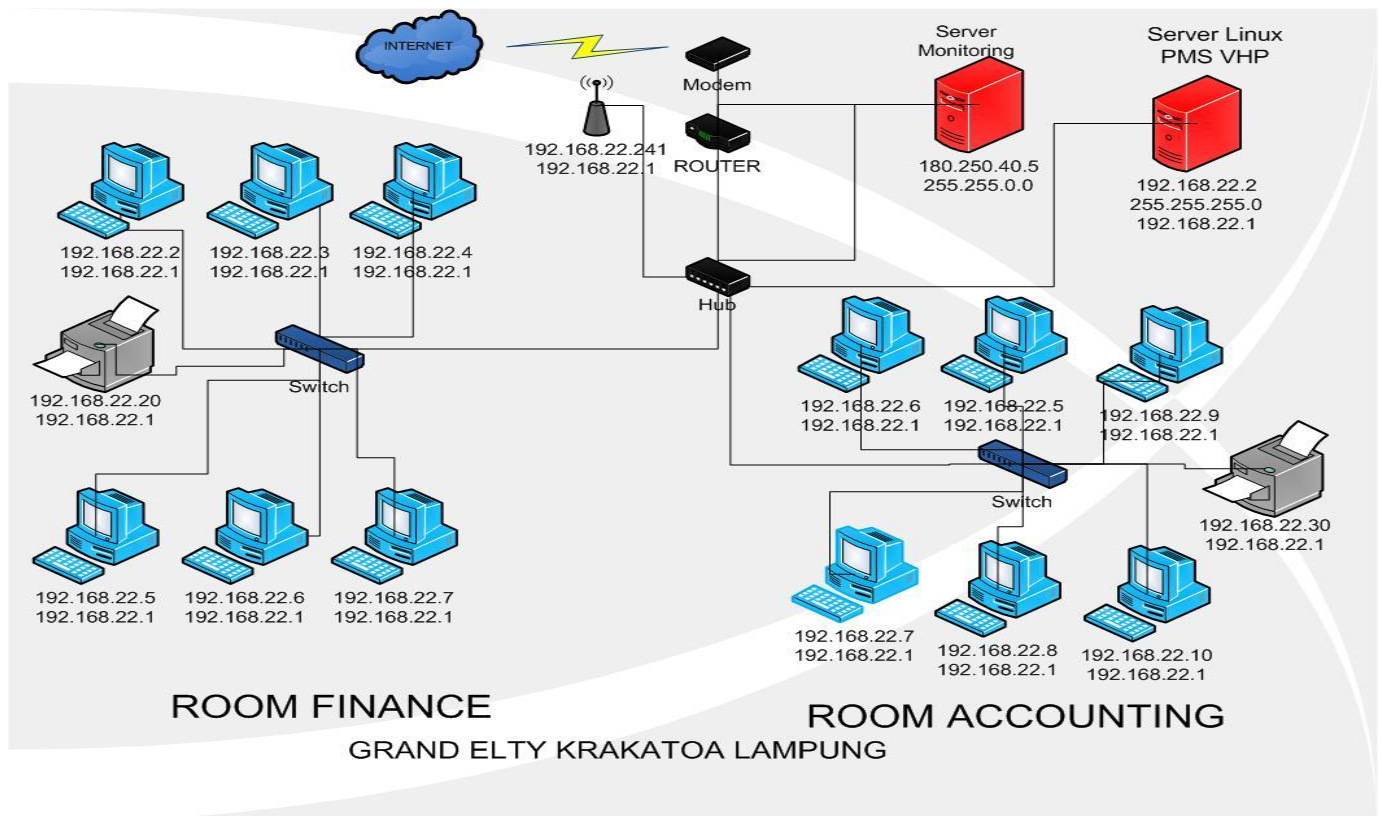 INTERNET
Modem
Server
Monitoring
Server Linux
PMS VHP
192.168.22.241
192.168.22.1
ROUTER
180.250.40.5
255.255.0.0
192.168.22.2
255.255.255.0
192.168.22.1
192.168.22.2
192.168.22.1
192.168.22.3
192.168.22.1
192.168.22.4
192.168.22.1
Hub
192.168.22.20
192.168.22.1
Switch
192.168.22.6
192.168.22.1
192.168.22.5
192.168.22.1
192.168.22.9
192.168.22.1
Switch
192.168.22.30
192.168.22.1
192.168.22.5
192.168.22.1
192.168.22.6
192.168.22.1
192.168.22.7
192.168.22.1
192.168.22.7
192.168.22.1
192.168.22.8
192.168.22.1
192.168.22.10
192.168.22.1
ROOM FINANCE
ROOM ACCOUNTING
GRAND ELTY KRAKATOA LAMPUNG